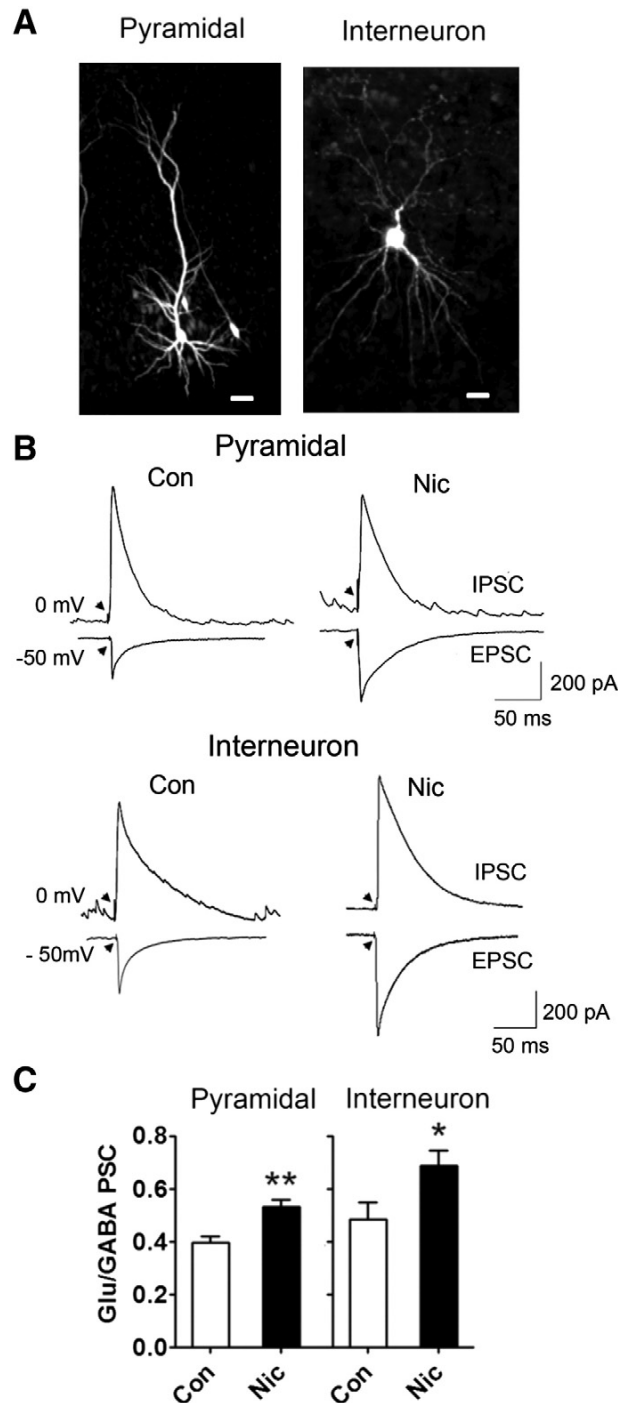 A
Pyramidal Interneuron
B
Pyramidal
Con Nic
0 mV IPSC
-50 mV EPSC
200 pA
50 ms
Interneuron
Con Nic
0 mV IPSC
- 50mV EPSC
200 pA
50 ms
C
Pyramidal Interneuron
Glu/GABA PSC
0.8
0.6
0.4
0.2
0.0
** *
Con Nic Con Nic